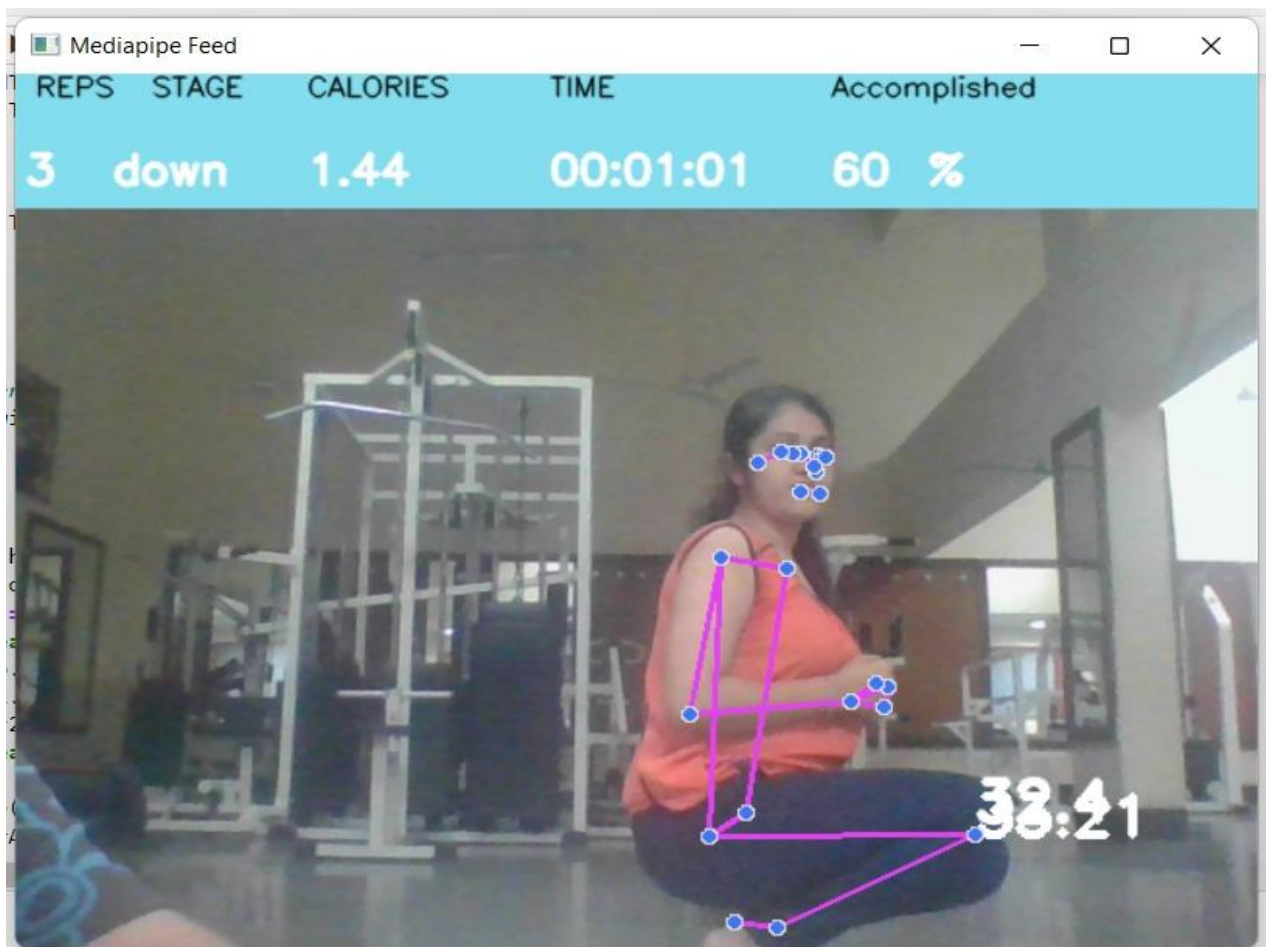 Mediapipe Feed
REPS STAGE CALORIES TIME Accomplished
3 down 1.44 00:01:01 60 %